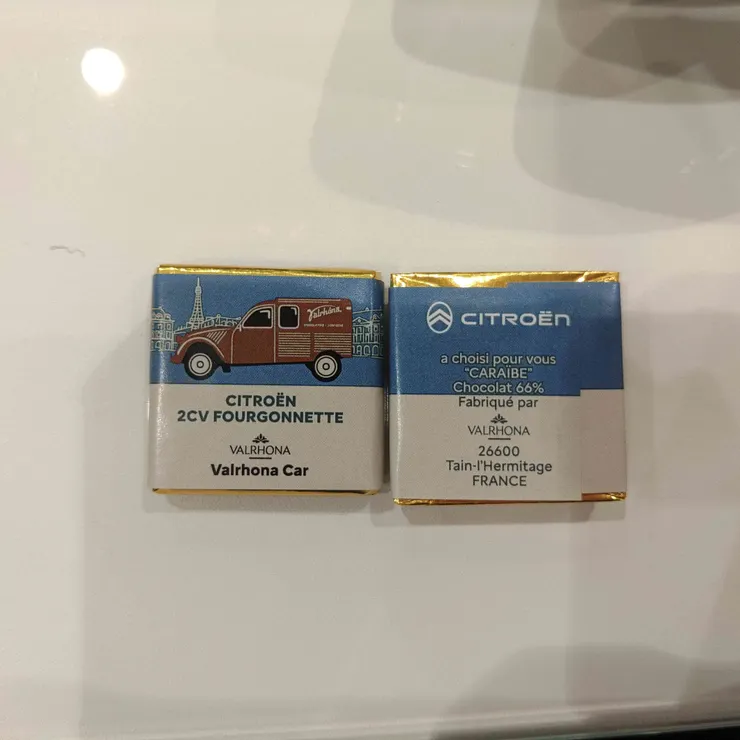 Valrhona
CITROËN
2CV FOURGONNETTE
VALRHONA
Valrhona Car
CITROËN
a choisi pour vous
"CARAÏBE"
Chocolat 66%
Fabriqué par
VALRHONA
26600
Tain-l'Hermitage
FRANCE